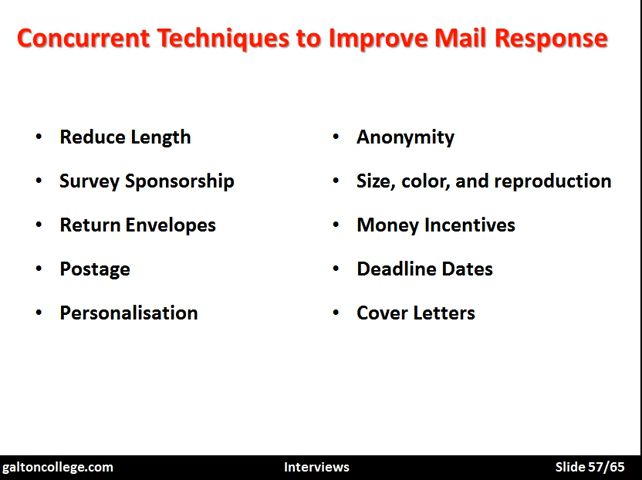 Concurrent Techniques to Improve Mail Response
• Reduce Length
• Survey Sponsorship
• Return Envelopes
• Postage
• Personalisation
• Anonymity
• Size, color, and reproduction
• Money Incentives
• Deadline Dates
• Cover Letters
galtoncollege.com Interviews Slide 57/65